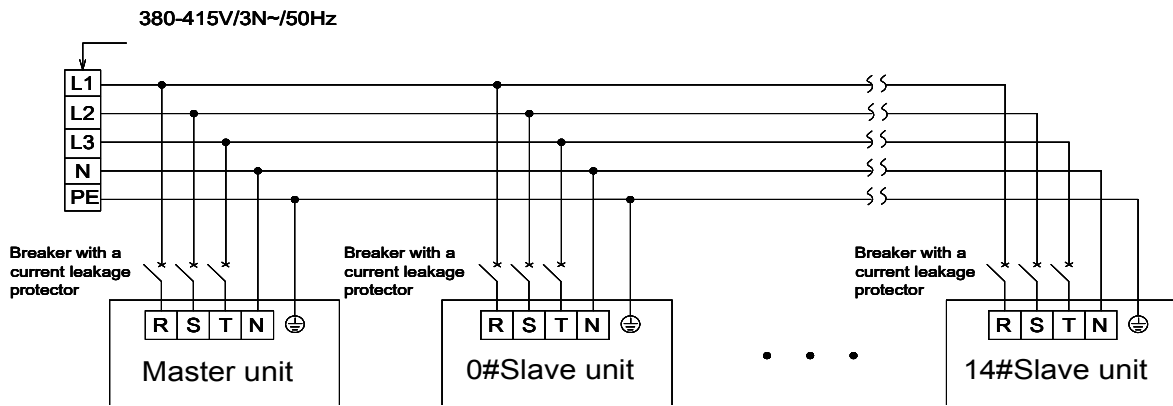 380-415V/3N~/50Hz
L1
L2
L3
N
PE
Breaker with a
current leakage
protector
R S T N
Master unit
Breaker with a
current leakage
protector
R S T N
0#Slave unit
Breaker with a
current leakage
protector
R S T N
14#Slave unit